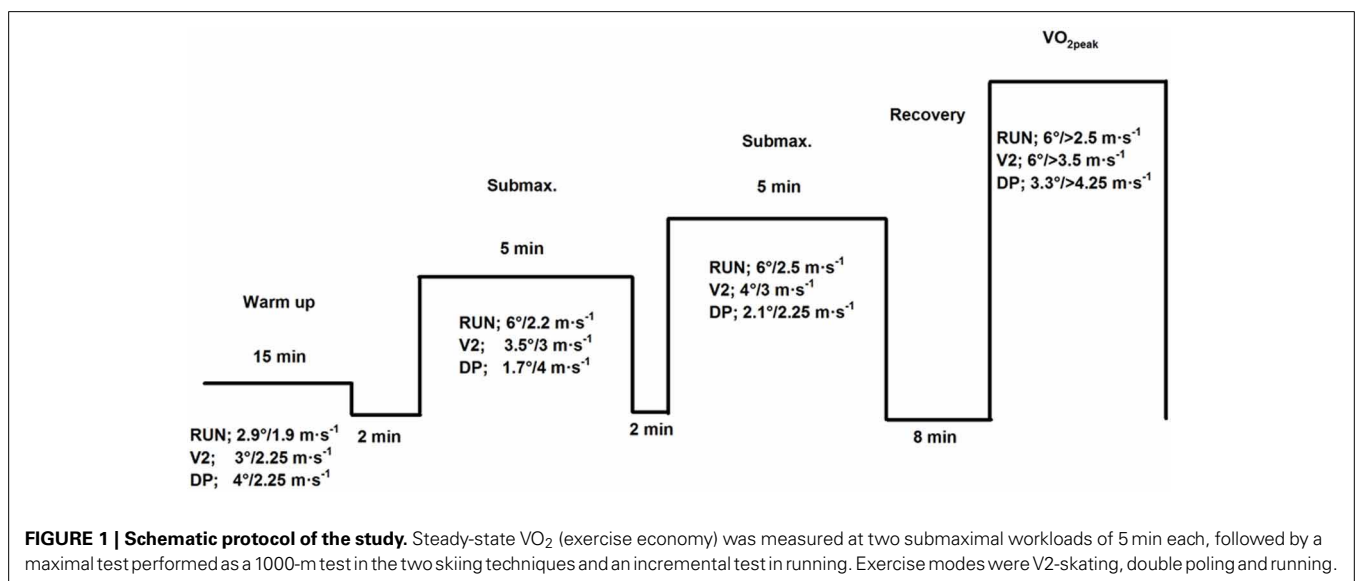 Warm up
15 min
RUN; 2.9°/1.9 m·s-1
V2; 3°/2.25 m·s-1
DP; 4°/2.25 m·s-1
2 min
Submax.
5 min
RUN; 6°/2.2 m·s-1
V2; 3.5°/3 m·s-1
DP; 1.7°/4 m·s-1
2 min
Submax.
5 min
RUN; 6°/2.5 m·s-1
V2; 4°/3 m·s-1
DP; 2.1°/2.25 m·s-1
Recovery
8 min
VO2peak
RUN; 6°/>2.5 m·s-1
V2; 6°/>3.5 m·s-1
DP; 3.3°/>4.25 m·s-1
FIGURE 1 | Schematic protocol of the study. Steady-state VO2 (exercise economy) was measured at two submaximal workloads of 5 min each, followed by a
maximal test performed as a 1000-m test in the two skiing techniques and an incremental test in running. Exercise modes were V2-skating, double poling and running.